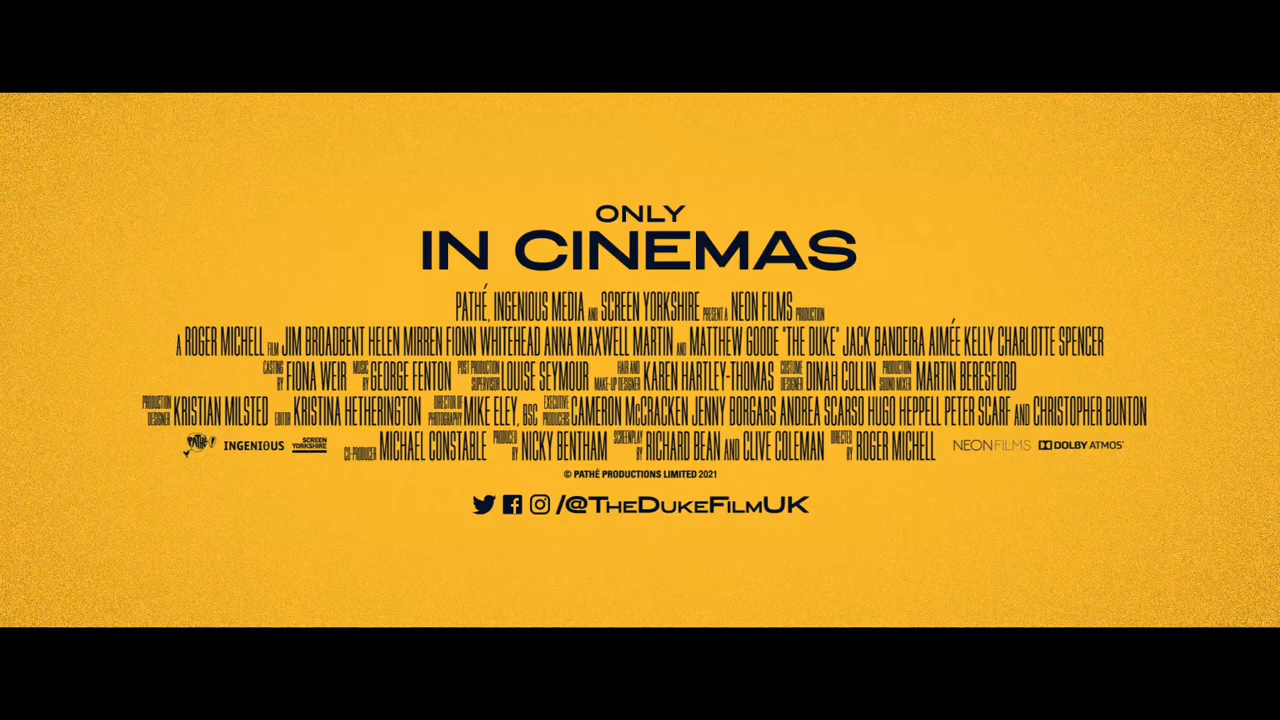 ONLY
IN CINEMAS
PATHÉ, INGENIOUS MEDIA AND SCREEN YORKSHIRE PRESENT A NEON FILMS PRODUCTION
A ROGER MICHELL FILM JIM BROADBENT HELEN MIRREN FIONN WHITEHEAD ANNA MAXWELL MARTIN AND MATTHEW GOODE "THE DUKE" JACK BANDEIRA AIMÉE KELLY CHARLOTTE SPENCER
CASTING BY FIONA WEIR MUSIC BY GEORGE FENTON POST PRODUCTION SUPERVISOR LOUISE SEYMOUR HAIR AND MAKE-UP DESIGNER KAREN HARTLEY-THOMAS COSTUME DESIGNER DINAH COLLIN PRODUCTION SOUND MIXER MARTIN BERESFORD
PRODUCTION DESIGNER KRISTIAN MILSTED EDITOR KRISTINA HETHERINGTON DIRECTOR OF PHOTOGRAPHY MIKE ELEY, BSC EXECUTIVE PRODUCERS CAMERON McCRACKEN JENNY BORGARS ANDREA SCARSO HUGO HEPPELL PETER SCARF AND CHRISTOPHER BUNTON
PATHE! INGENIOUS SCREEN YORKSHIRE CO-PRODUCER MICHAEL CONSTABLE PRODUCED BY NICKY BENTHAM SCREENPLAY BY RICHARD BEAN AND CLIVE COLEMAN DIRECTED BY ROGER MICHELL NEON FILMS DOLBY ATMOS
© PATHÉ PRODUCTIONS LIMITED 2021
/@THEDUKEFILMUK